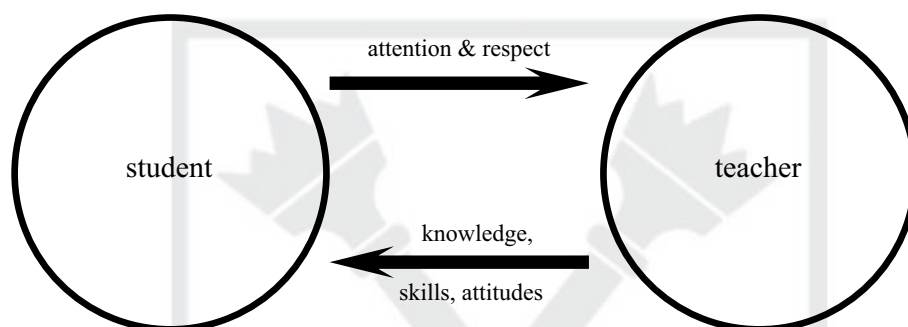 attention & respect
student
teacher
knowledge,
skills, attitudes